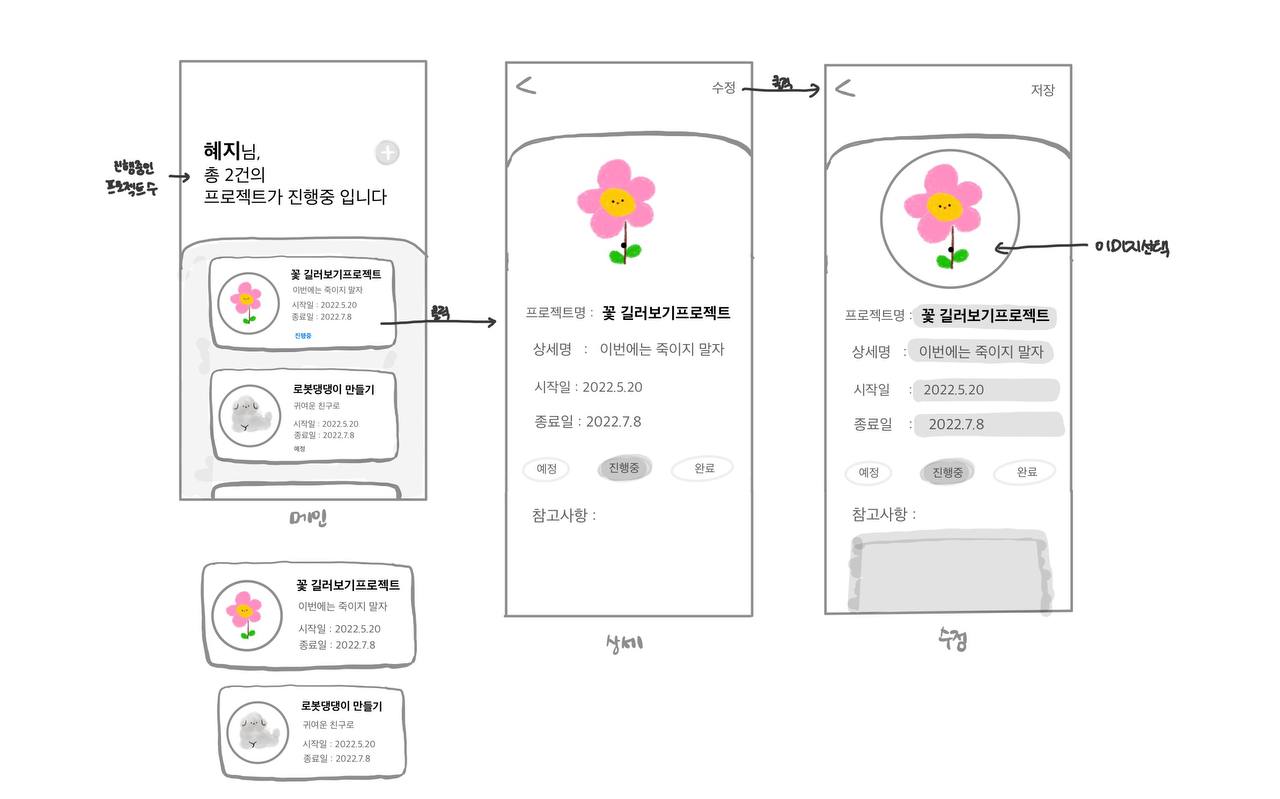 진행중인
프로젝트수
혜지님,
총 2건의
프로젝트가 진행중 입니다
꽃 길러보기프로젝트
이번에는 죽이지 말자
시작일 : 2022.5.20
종료일 : 2022.7.8
진행중
로봇댕댕이 만들기
귀여운 친구로
시작일 : 2022.5.20
종료일 : 2022.7.8
예정
메인
꽃 길러보기프로젝트
이번에는 죽이지 말자
시작일 : 2022.5.20
종료일 : 2022.7.8
로봇댕댕이 만들기
귀여운 친구로
시작일 : 2022.5.20
종료일 : 2022.7.8
클릭
수정
프로젝트명 : 꽃 길러보기프로젝트
상세명 : 이번에는 죽이지 말자
시작일 : 2022.5.20
종료일 : 2022.7.8
예정 진행중 완료
참고사항 :
상세
클릭
저장
이미지선택
프로젝트명 : 꽃 길러보기프로젝트
상세명 : 이번에는 죽이지 말자
시작일 : 2022.5.20
종료일 : 2022.7.8
예정 진행중 완료
참고사항 :
수정